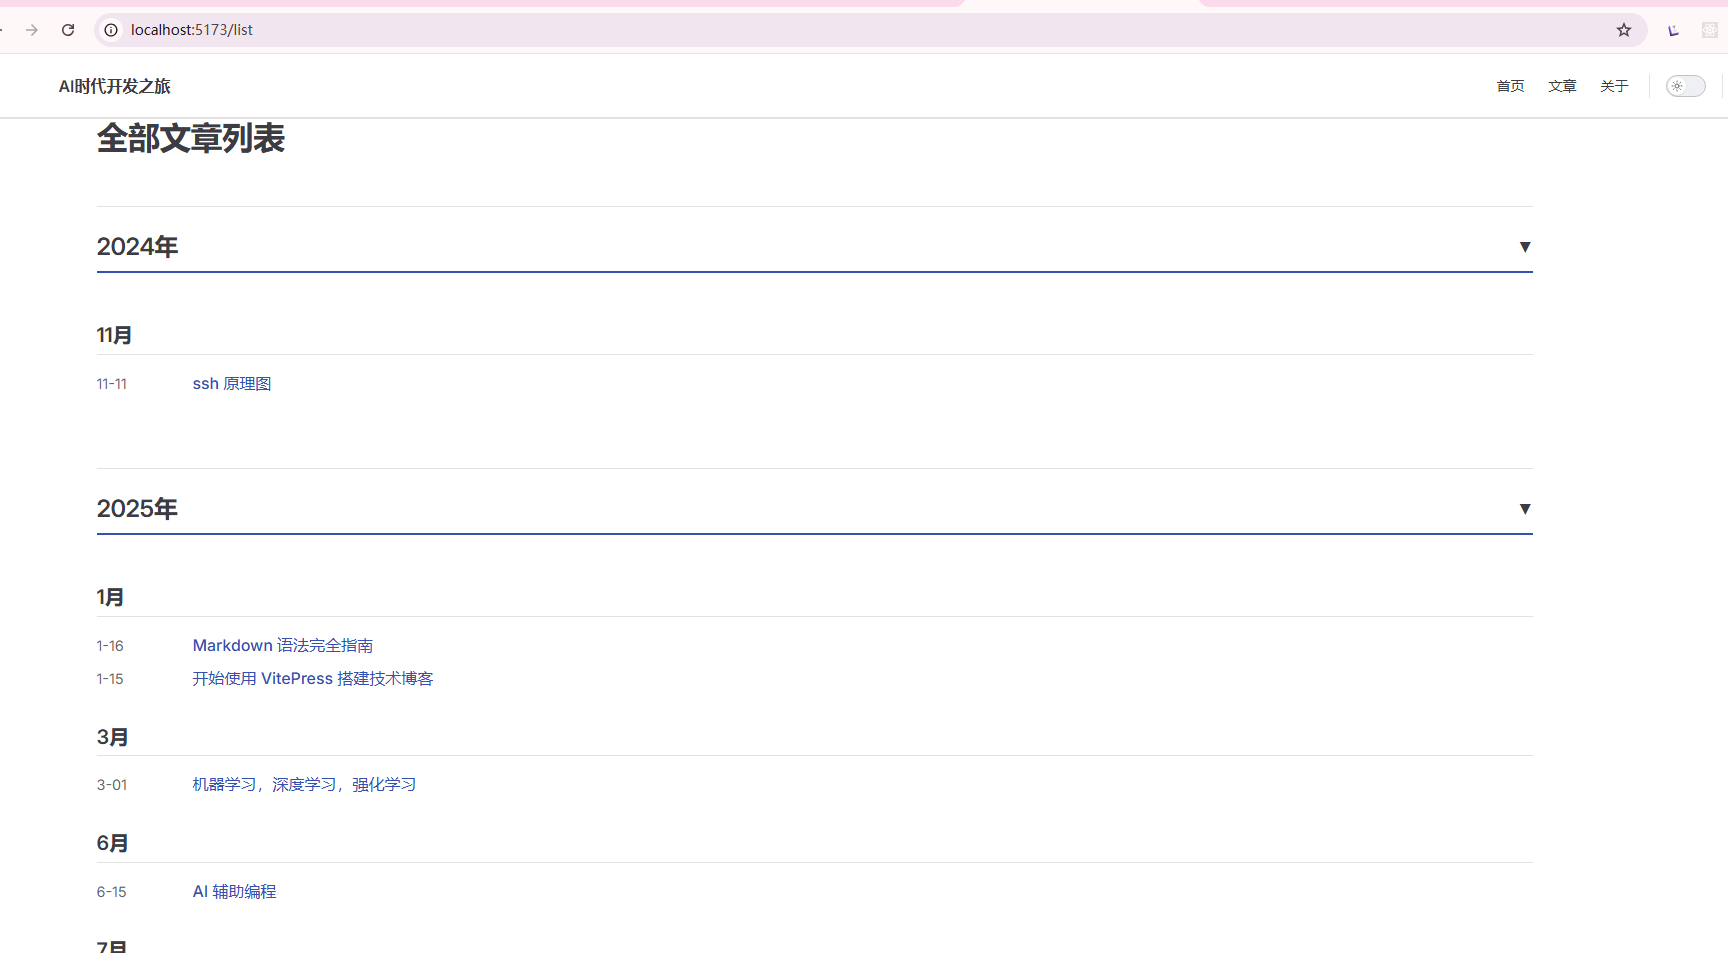 localhost:5173/list
AI时代开发之旅
首页 文章 关于
全部文章列表
2024年 ▼
11月
11-11 ssh 原理图
2025年 ▼
1月
1-16 Markdown 语法完全指南
1-15 开始使用 VitePress 搭建技术博客
3月
3-01 机器学习，深度学习，强化学习
6月
6-15 AI 辅助编程
7月